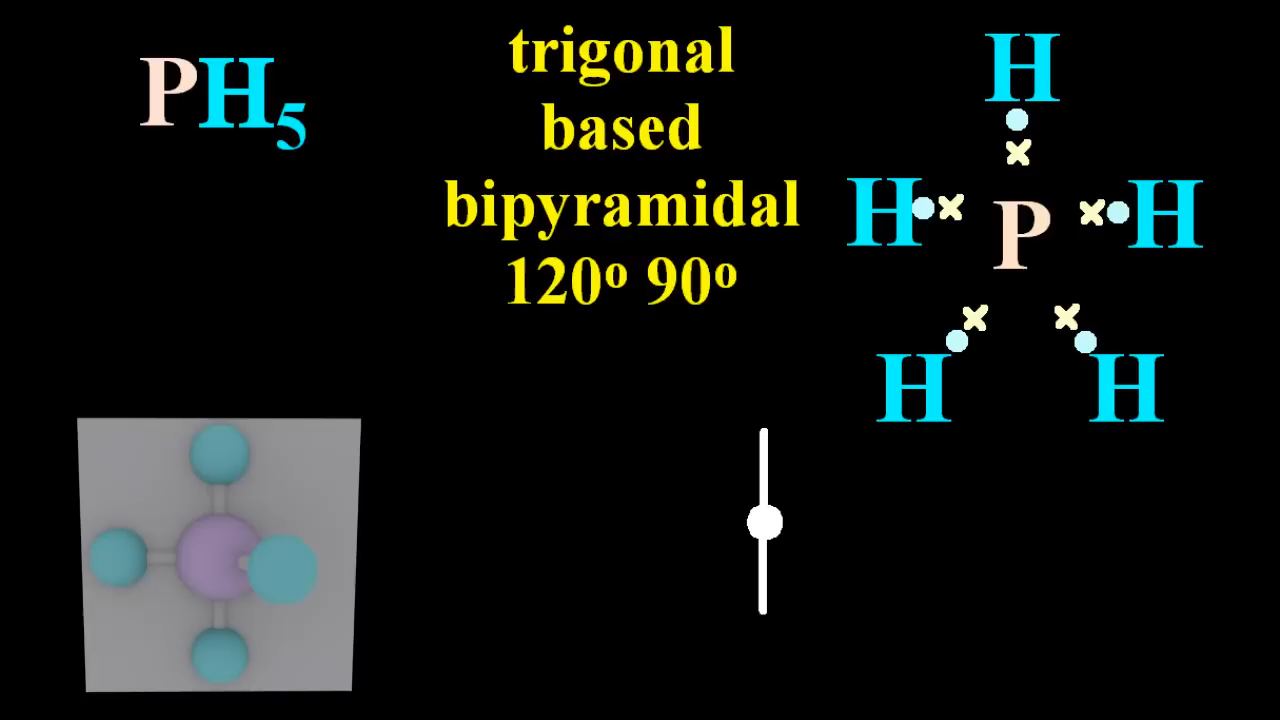 PH₅
trigonal
based
bipyramidal
120º 90º
H
H P H
H H